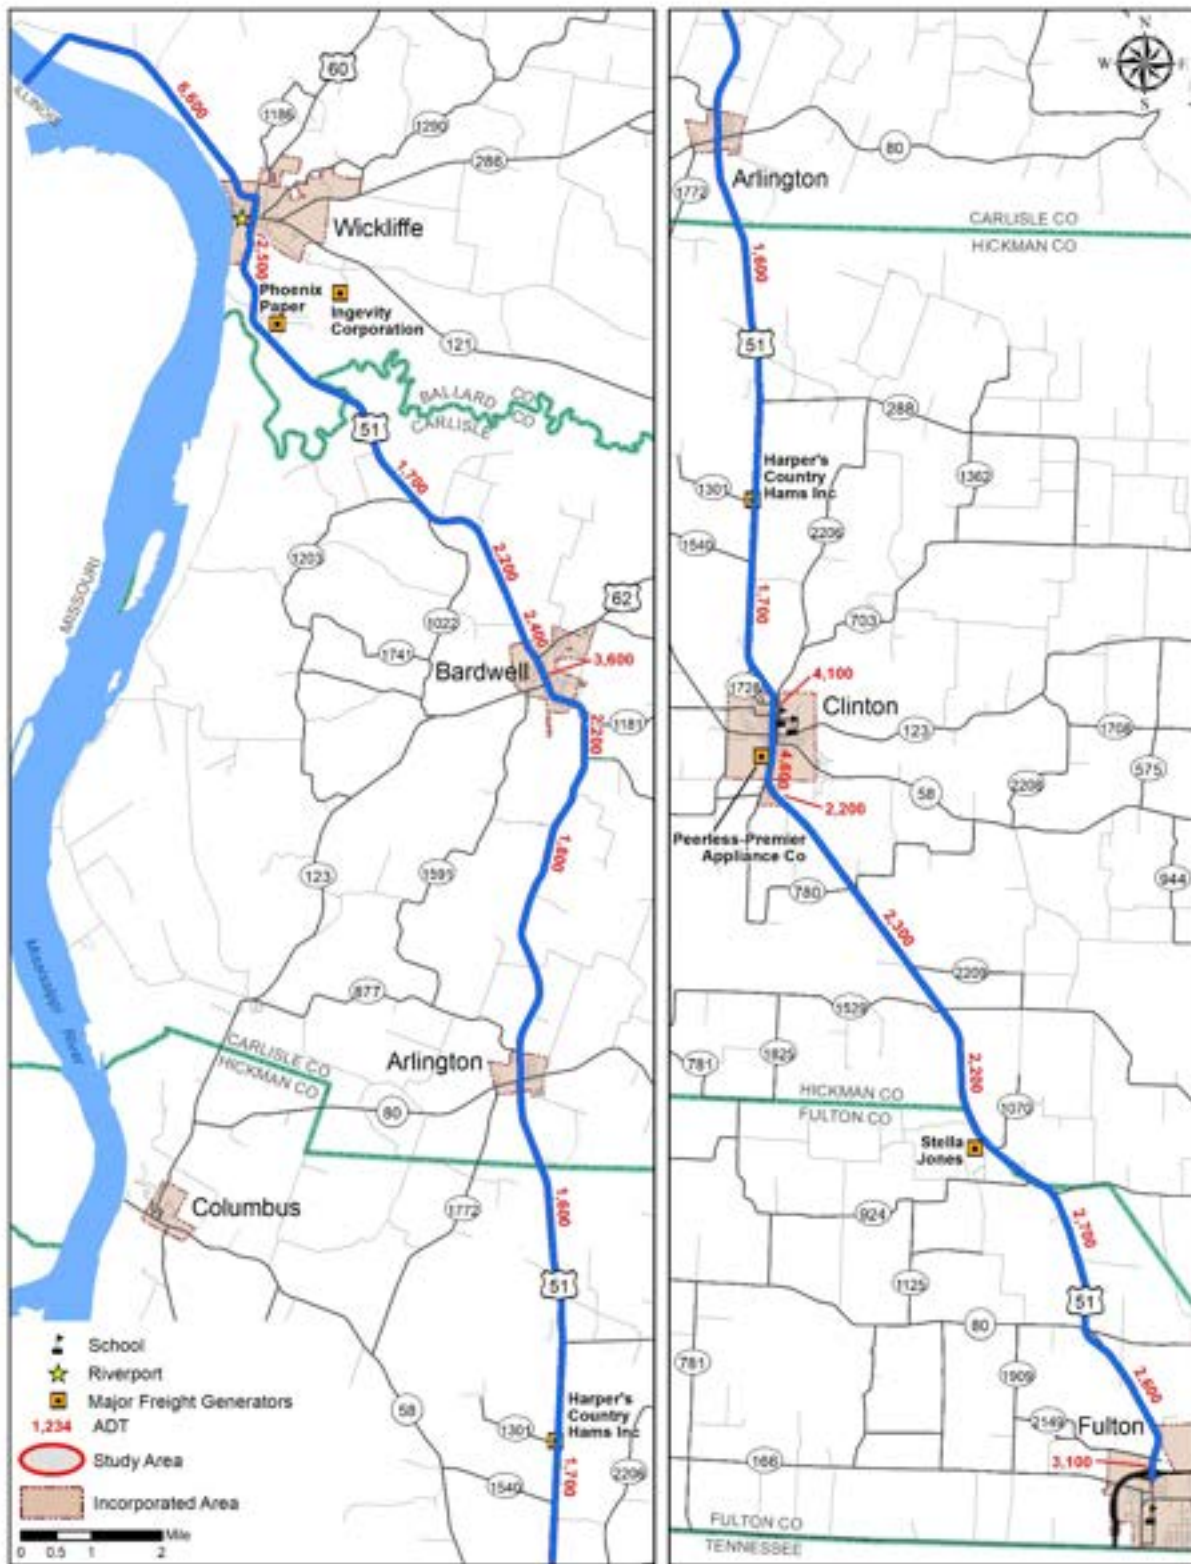 ILLINOIS
6,600
60
1186
1290
286
Wickliffe
2,500
Phoenix
Paper
Ingevity
Corporation
121
BALLARD CO
CARLISLE CO
51
1,700
1203
2,200
MISSOURI
62
1022
2,400
1741
3,600
Bardwell
2,200
1181
1,800
123
1591
Mississippi River
877
CARLISLE CO
HICKMAN CO
Arlington
80
Columbus
1772
1,600
51
58
Harper's
Country
Hams Inc
1301
1540
1,700
2206
School
Riverport
Major Freight Generators
1,234 ADT
Study Area
Incorporated Area
Mile
0 0.5 1 2
N
W E
S
80
Arlington
1772
CARLISLE CO
HICKMAN CO
1,600
51
288
Harper's
Country
Hams Inc
1301
1362
2206
1540
1,700
703
4,100
1728
Clinton
123
1708
4,600
575
2208
58
2,200
Peerless-Premier
Appliance Co
780
944
2,300
2209
1529
781
1825
2,200
HICKMAN CO
FULTON CO
1070
Stella
Jones
924
2,700
1125
51
80
781
1909
2,600
2149
Fulton
3,100
166
FULTON CO
TENNESSEE